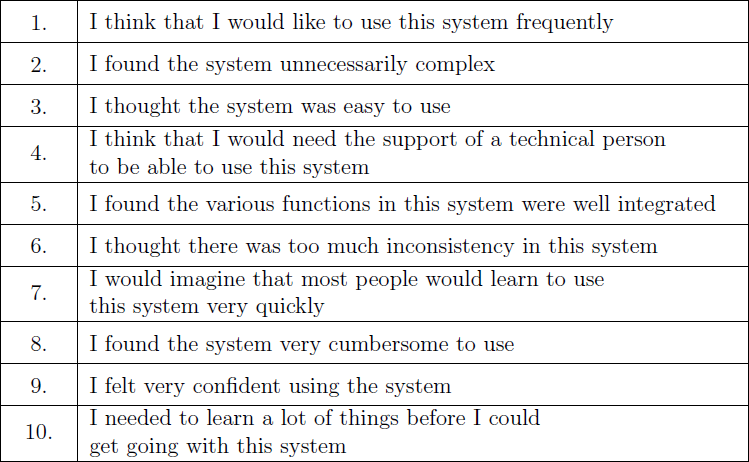 1. I think that I would like to use this system frequently
2. I found the system unnecessarily complex
3. I thought the system was easy to use
4. I think that I would need the support of a technical person
to be able to use this system
5. I found the various functions in this system were well integrated
6. I thought there was too much inconsistency in this system
7. I would imagine that most people would learn to use
this system very quickly
8. I found the system very cumbersome to use
9. I felt very confident using the system
10. I needed to learn a lot of things before I could
get going with this system